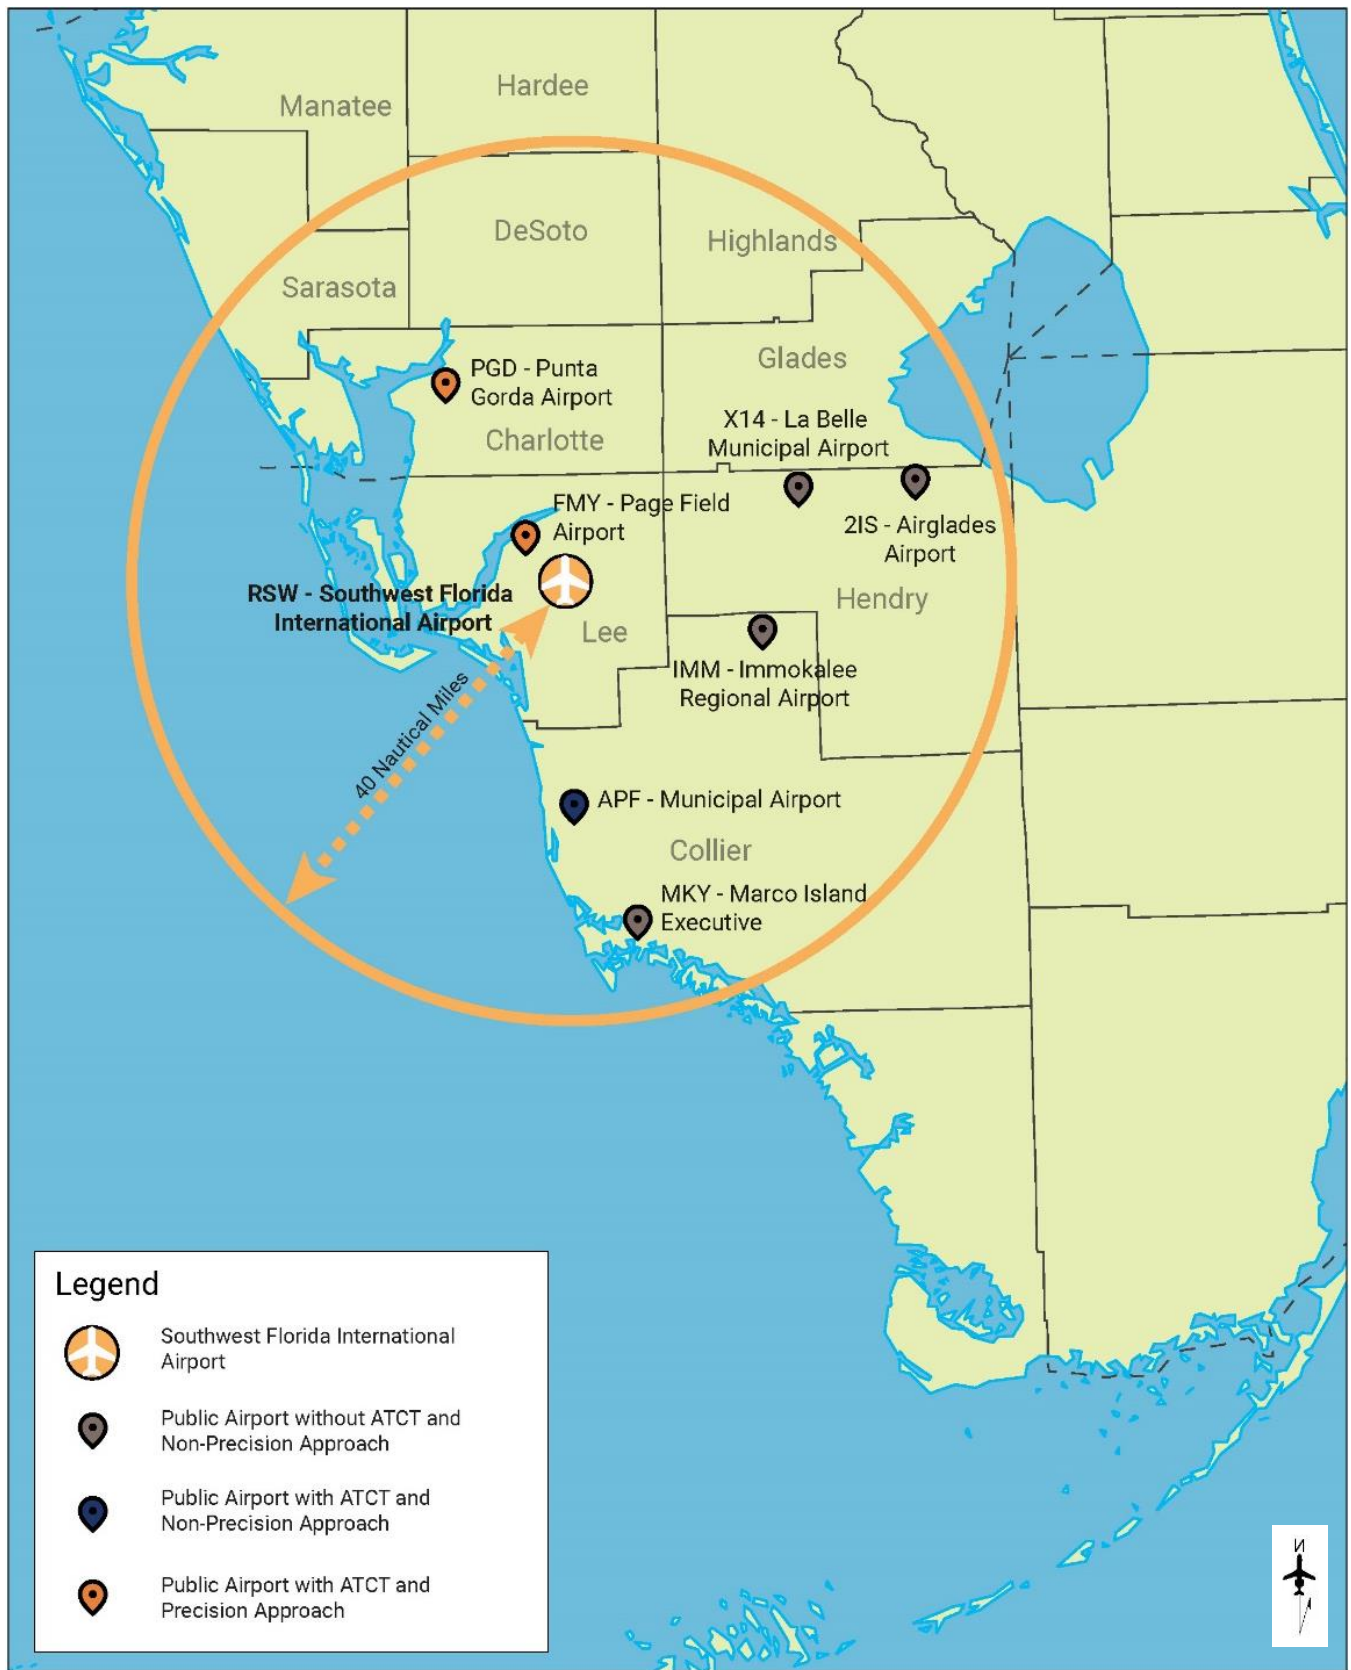 Hardee
Manatee
DeSoto
Highlands
Sarasota
Glades
PGD - Punta
Gorda Airport
X14 - La Belle
Municipal Airport
Charlotte
FMY - Page Field
Airport
2IS - Airglades
Airport
RSW - Southwest Florida
International Airport
Hendry
Lee
IMM - Immokalee
Regional Airport
40 Nautical Miles
APF - Municipal Airport
Collier
MKY - Marco Island
Executive
Legend
Southwest Florida International
Airport
Public Airport without ATCT and
Non-Precision Approach
Public Airport with ATCT and
Non-Precision Approach
Public Airport with ATCT and
Precision Approach
N